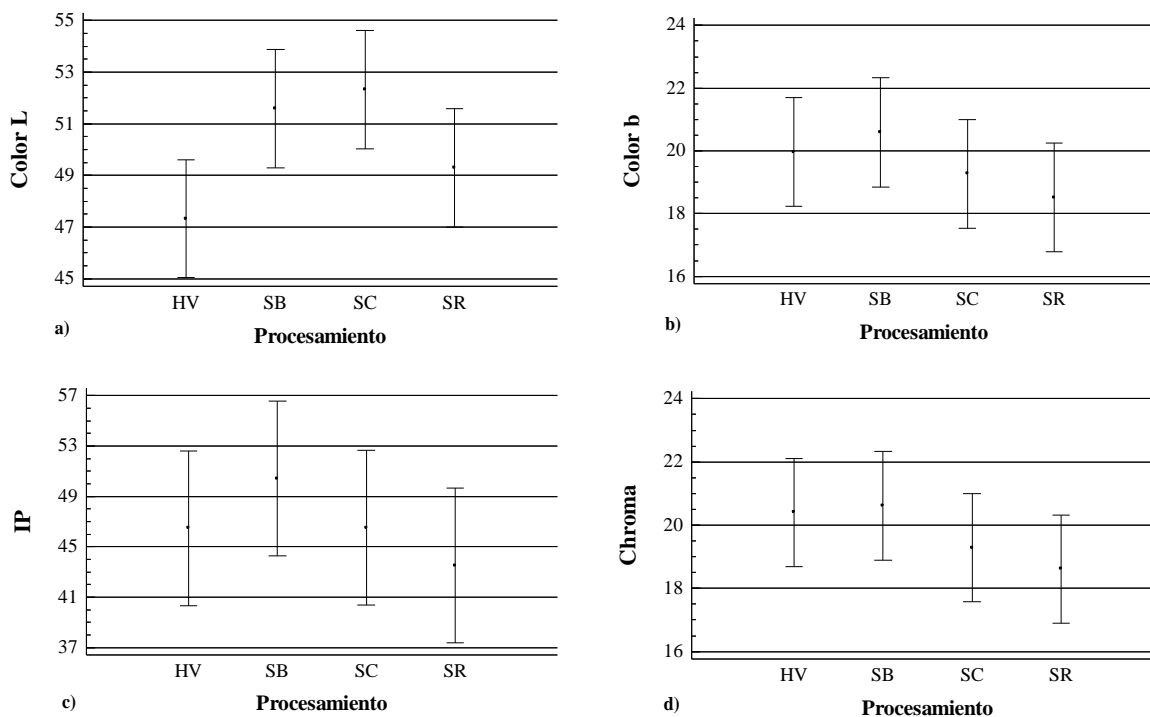 Color L
55
53
51
49
47
45
HV SB SC SR
a)
Procesamiento
Color b
24
22
20
18
16
HV SB SC SR
b)
Procesamiento
IP
57
53
49
45
41
37
HV SB SC SR
c)
Procesamiento
Chroma
24
22
20
18
16
HV SB SC SR
d)
Procesamiento